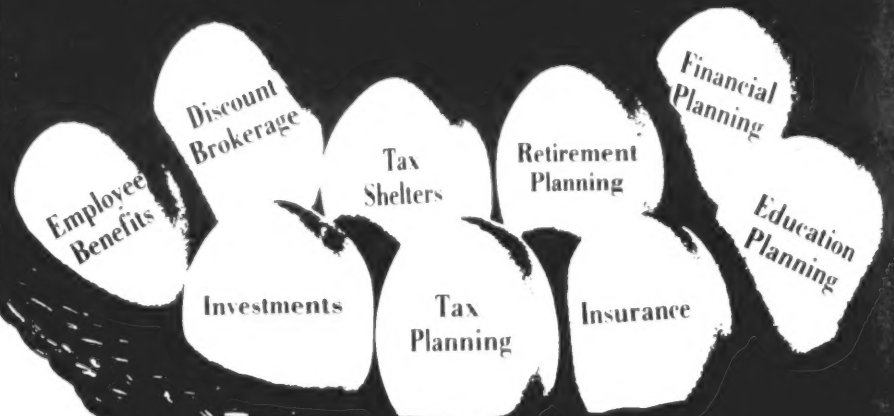 Employee
Benefits
Discount
Brokerage
Tax
Shelters
Retirement
Planning
Financial
Planning
Education
Planning
Investments
Tax
Planning
Insurance